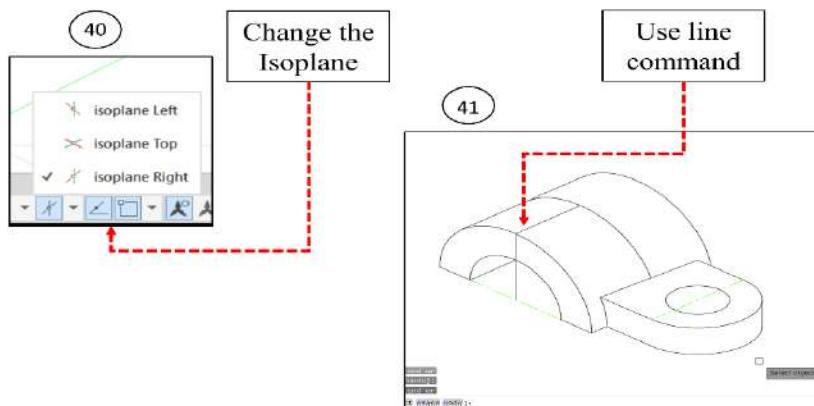 40
Change the
Isoplane
isoplane Left
isoplane Top
isoplane Right
Use line
command
41